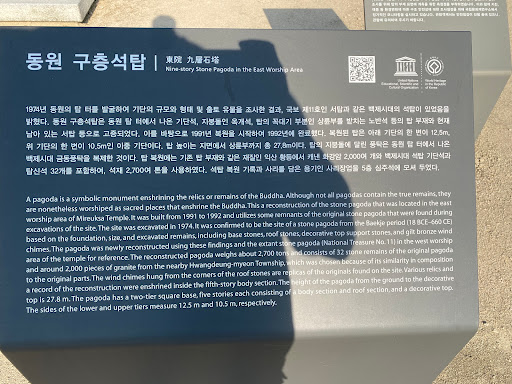 동원 구층석탑
東院 九層石塔
Nine-story Stone Pagoda in the East Worship Area
United Nations
Educational, Scientific and
Cultural Organization
World Heritage in
the Republic
of Korea
1974년 동원의 탑 터를 발굴하여 기단의 규모와 형태 및 출토 유물을 조사한 결과, 국보 제11호인 서탑과 같은 백제시대의 석탑이 있었음을
밝혔다. 동원 구층석탑은 동원 탑 터에서 나온 기단석, 지붕돌인 옥개석, 탑의 꼭대기 부분인 상륜부를 받치는 노반석 등의 탑 부재와 현재
남아 있는 서탑 등으로 고증되었다. 이를 바탕으로 1991년 복원을 시작하여 1992년에 완료했다. 복원된 탑은 아래 기단의 한 변이 12.5m,
위 기단의 한 변이 10.5m인 이중 기단이다. 탑 높이는 지면에서 상륜부까지 총 27.8m이다. 탑의 지붕돌에 달린 풍탁은 동원 탑 터에서 나온
백제시대 금동풍탁을 복제한 것이다. 탑 복원에는 기존 탑 부재와 같은 재질인 익산 황등에서 캐낸 화강암 2,000여 개와 백제시대 석탑 기단석과
탑신석 32개를 포함하여, 석재 2,700여 톤을 사용하였다. 석탑 복원 기록과 사리를 담은 용기인 사리장엄을 5층 심주석에 모셔 두었다.
A pagoda is a symbolic monument enshrining the relics or remains of the Buddha. Although not all pagodas contain the true remains, they
are nonetheless worshiped as sacred places that enshrine the Buddha. This is a reconstruction of the stone pagoda that was located in the east
worship area of Mireuksa Temple. It was built from 1991 to 1992 and utilizes some remnants of the original stone pagoda that were found during
excavations of the site. The site was excavated in 1974. It was confirmed to be the site of a stone pagoda from the Baekje period (18 BCE–660 CE)
based on the foundation, size, and excavated remains, including base stones, roof stones, decorative top support stones, and gilt bronze wind
chimes. The pagoda was newly reconstructed using these findings and the extant stone pagoda (National Treasure No. 11) in the west worship
area of the temple for reference. The reconstructed pagoda weighs about 2,700 tons and consists of 32 stone remains of the original pagoda
and around 2,000 pieces of granite from the nearby Hwangdeung-myeon Township, which was chosen because of its similarity in composition
to the original parts. The wind chimes hung from the corners of the roof stones are replicas of the originals found on the site. Various relics and
a record of the reconstruction were enshrined inside the fifth-story body section. The height of the pagoda from the ground to the decorative
top is 27.8 m. The pagoda has a two-tier square base, five stories each consisting of a body section and roof section, and a decorative top.
The sides of the lower and upper tiers measure 12.5 m and 10.5 m, respectively.